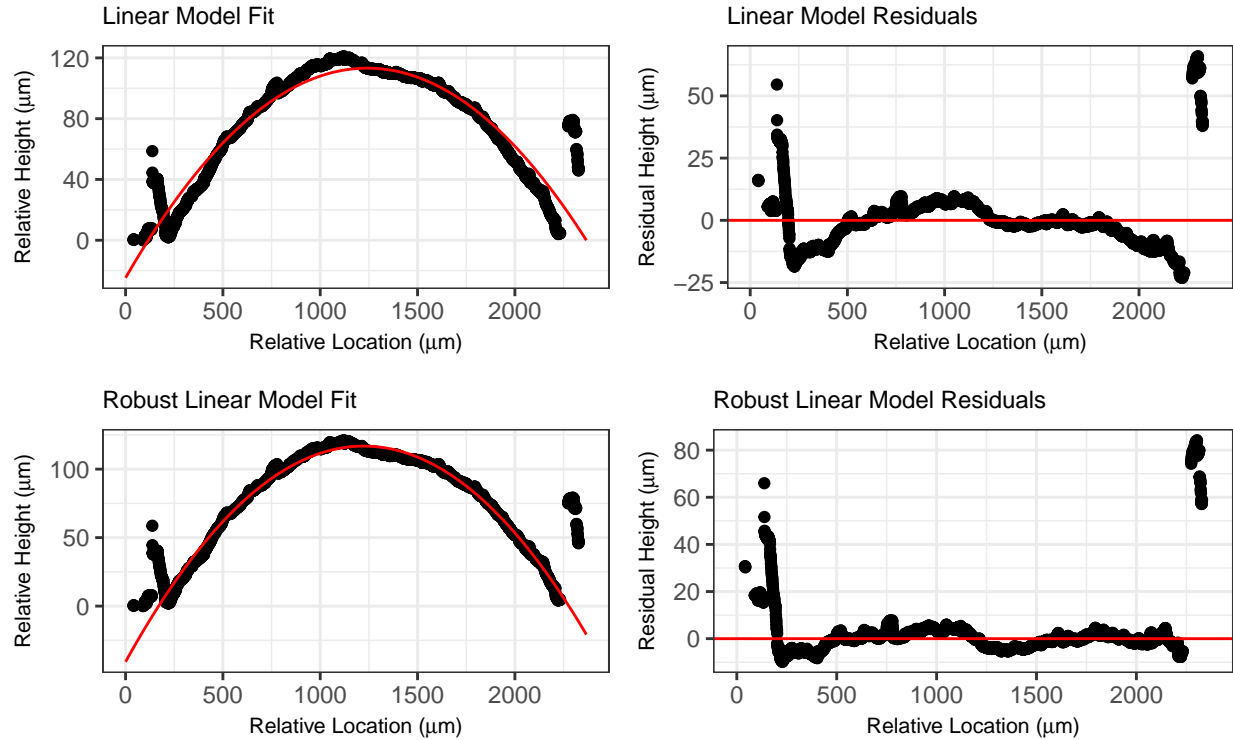 Linear Model Fit
Relative Height (μm)
120
80
40
0
0 500 1000 1500 2000
Relative Location (μm)
Linear Model Residuals
Residual Height (μm)
50
25
0
−25
0 500 1000 1500 2000
Relative Location (μm)
Robust Linear Model Fit
Relative Height (μm)
100
50
0
0 500 1000 1500 2000
Relative Location (μm)
Robust Linear Model Residuals
Residual Height (μm)
80
60
40
20
0
0 500 1000 1500 2000
Relative Location (μm)